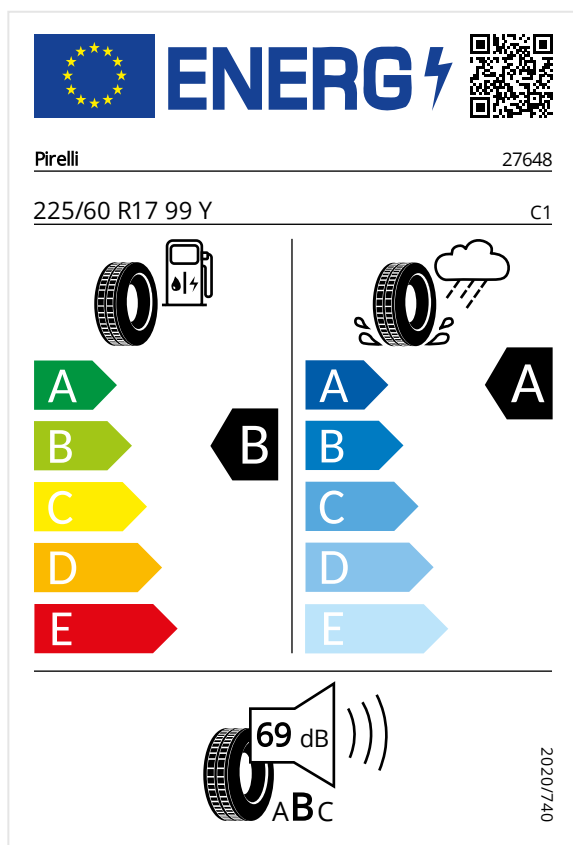 ENERG
Pirelli 27648
225/60 R17 99 Y C1
A A A
B B B
C C
D D
E E
69 dB
ABC
2020/740